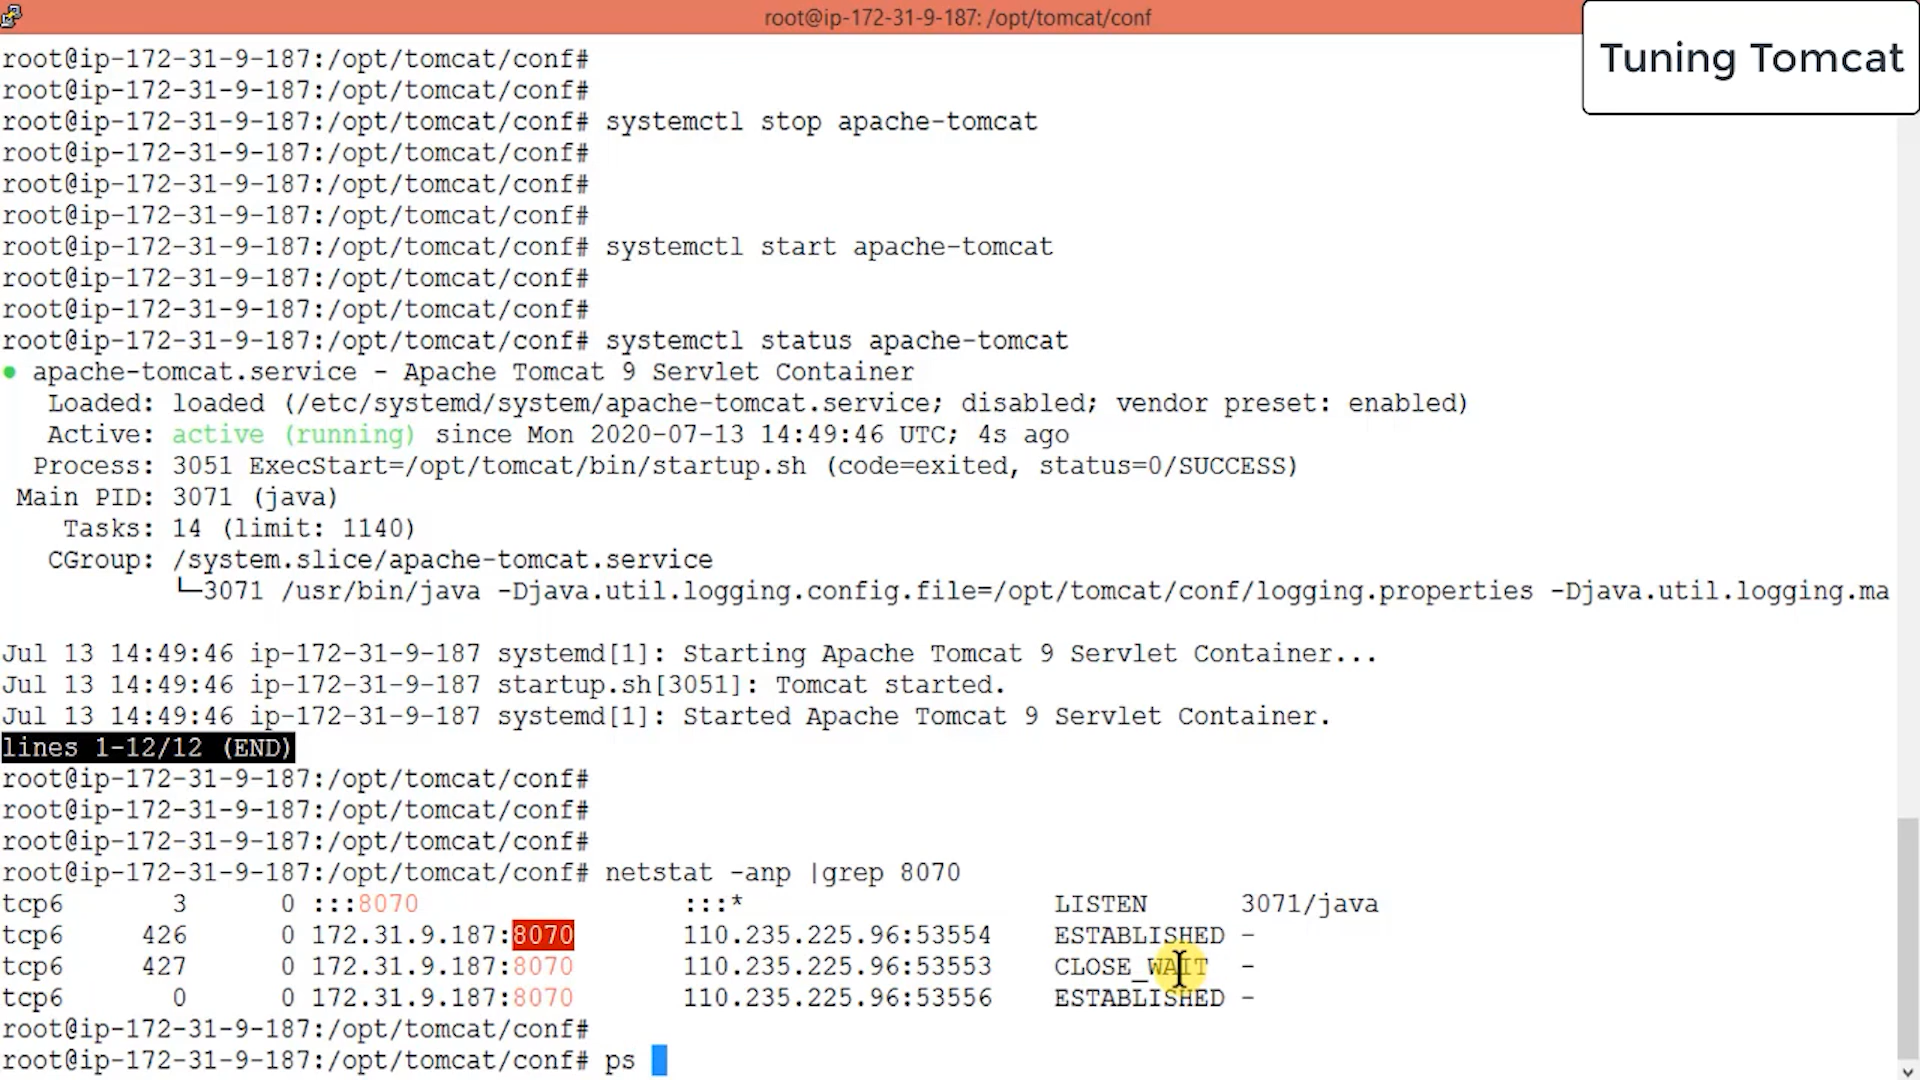 root@ip-172-31-9-187: /opt/tomcat/conf
Tuning Tomcat
root@ip-172-31-9-187:/opt/tomcat/conf#
root@ip-172-31-9-187:/opt/tomcat/conf#
root@ip-172-31-9-187:/opt/tomcat/conf# systemctl stop apache-tomcat
root@ip-172-31-9-187:/opt/tomcat/conf#
root@ip-172-31-9-187:/opt/tomcat/conf#
root@ip-172-31-9-187:/opt/tomcat/conf#
root@ip-172-31-9-187:/opt/tomcat/conf# systemctl start apache-tomcat
root@ip-172-31-9-187:/opt/tomcat/conf#
root@ip-172-31-9-187:/opt/tomcat/conf#
root@ip-172-31-9-187:/opt/tomcat/conf# systemctl status apache-tomcat
● apache-tomcat.service - Apache Tomcat 9 Servlet Container
Loaded: loaded (/etc/systemd/system/apache-tomcat.service; disabled; vendor preset: enabled)
Active: active (running) since Mon 2020-07-13 14:49:46 UTC; 4s ago
Process: 3051 ExecStart=/opt/tomcat/bin/startup.sh (code=exited, status=0/SUCCESS)
Main PID: 3071 (java)
Tasks: 14 (limit: 1140)
CGroup: /system.slice/apache-tomcat.service
└─3071 /usr/bin/java -Djava.util.logging.config.file=/opt/tomcat/conf/logging.properties -Djava.util.logging.ma
Jul 13 14:49:46 ip-172-31-9-187 systemd[1]: Starting Apache Tomcat 9 Servlet Container...
Jul 13 14:49:46 ip-172-31-9-187 startup.sh[3051]: Tomcat started.
Jul 13 14:49:46 ip-172-31-9-187 systemd[1]: Started Apache Tomcat 9 Servlet Container.
lines 1-12/12 (END)
root@ip-172-31-9-187:/opt/tomcat/conf#
root@ip-172-31-9-187:/opt/tomcat/conf#
root@ip-172-31-9-187:/opt/tomcat/conf#
root@ip-172-31-9-187:/opt/tomcat/conf# netstat -anp |grep 8070
tcp6 3 0 :::8070 :::* LISTEN 3071/java
tcp6 426 0 172.31.9.187:8070 110.235.225.96:53554 ESTABLISHED -
tcp6 427 0 172.31.9.187:8070 110.235.225.96:53553 CLOSE_WAIT -
tcp6 0 0 172.31.9.187:8070 110.235.225.96:53556 ESTABLISHED -
root@ip-172-31-9-187:/opt/tomcat/conf#
root@ip-172-31-9-187:/opt/tomcat/conf# ps